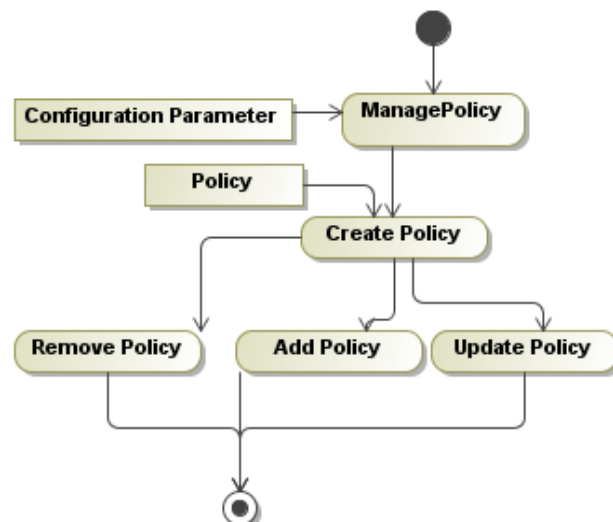 ManagePolicy
Configuration Parameter
Policy
Create Policy
Remove Policy
Add Policy
Update Policy